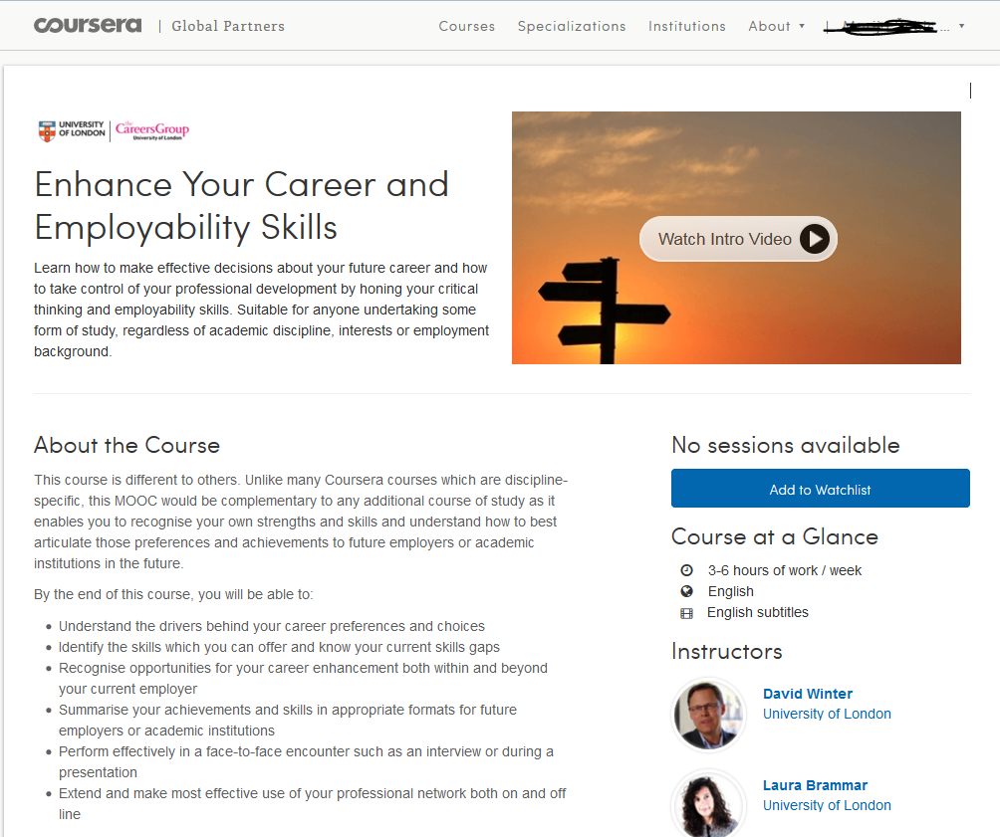 coursera | Global Partners
Courses Specializations Institutions About
UNIVERSITY OF LONDON
the CareersGroup
University of London
Enhance Your Career and
Employability Skills
Learn how to make effective decisions about your future career and how
to take control of your professional development by honing your critical
thinking and employability skills. Suitable for anyone undertaking some
form of study, regardless of academic discipline, interests or employment
background.
Watch Intro Video
About the Course
This course is different to others. Unlike many Coursera courses which are discipline-
specific, this MOOC would be complementary to any additional course of study as it
enables you to recognise your own strengths and skills and understand how to best
articulate those preferences and achievements to future employers or academic
institutions in the future.
By the end of this course, you will be able to:
Understand the drivers behind your career preferences and choices
Identify the skills which you can offer and know your current skills gaps
Recognise opportunities for your career enhancement both within and beyond
your current employer
Summarise your achievements and skills in appropriate formats for future
employers or academic institutions
Perform effectively in a face-to-face encounter such as an interview or during a
presentation
Extend and make most effective use of your professional network both on and off
line
No sessions available
Add to Watchlist
Course at a Glance
3-6 hours of work / week
English
English subtitles
Instructors
David Winter
University of London
Laura Brammar
University of London